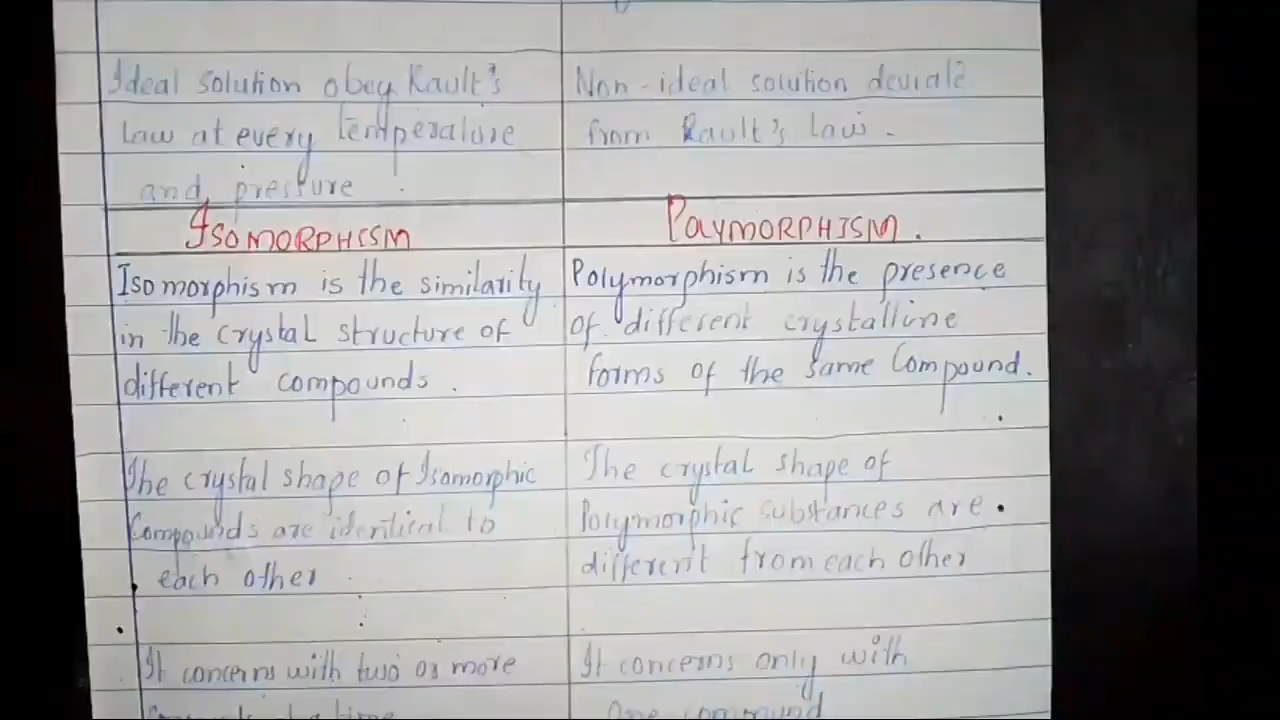 Ideal solution obey Rault's
law at every temperature
and pressure
Non-ideal solution deviate
from Rault's law.
ISOMORPHISM
Isomorphism is the similarity
in the crystal structure of
different compounds.
The crystal shape of Isomorphic
Compounds are identical to
each other
It concerns with two or more
POLYMORPHISM.
Polymorphism is the presence
of different crystalline
forms of the same Compound.
The crystal shape of
Polymorphic substances are.
different from each other
It concerns only with
One compound